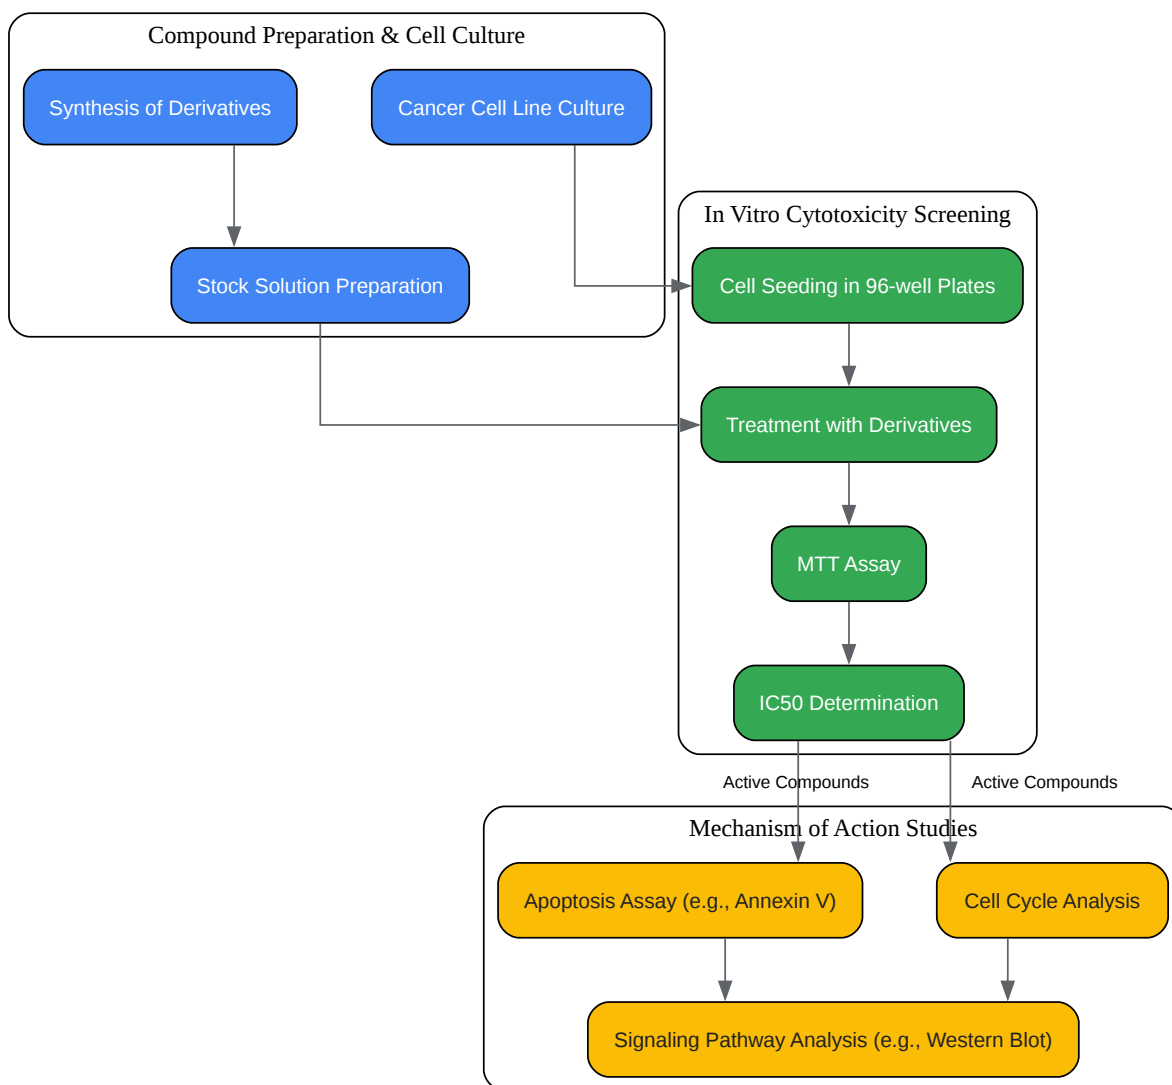 Compound Preparation & Cell Culture
Synthesis of Derivatives
Cancer Cell Line Culture
Stock Solution Preparation
In Vitro Cytotoxicity Screening
Cell Seeding in 96-well Plates
Treatment with Derivatives
MTT Assay
IC50 Determination
Active Compounds
Active Compounds
Mechanism of Action Studies
Apoptosis Assay (e.g., Annexin V)
Cell Cycle Analysis
Signaling Pathway Analysis (e.g., Western Blot)